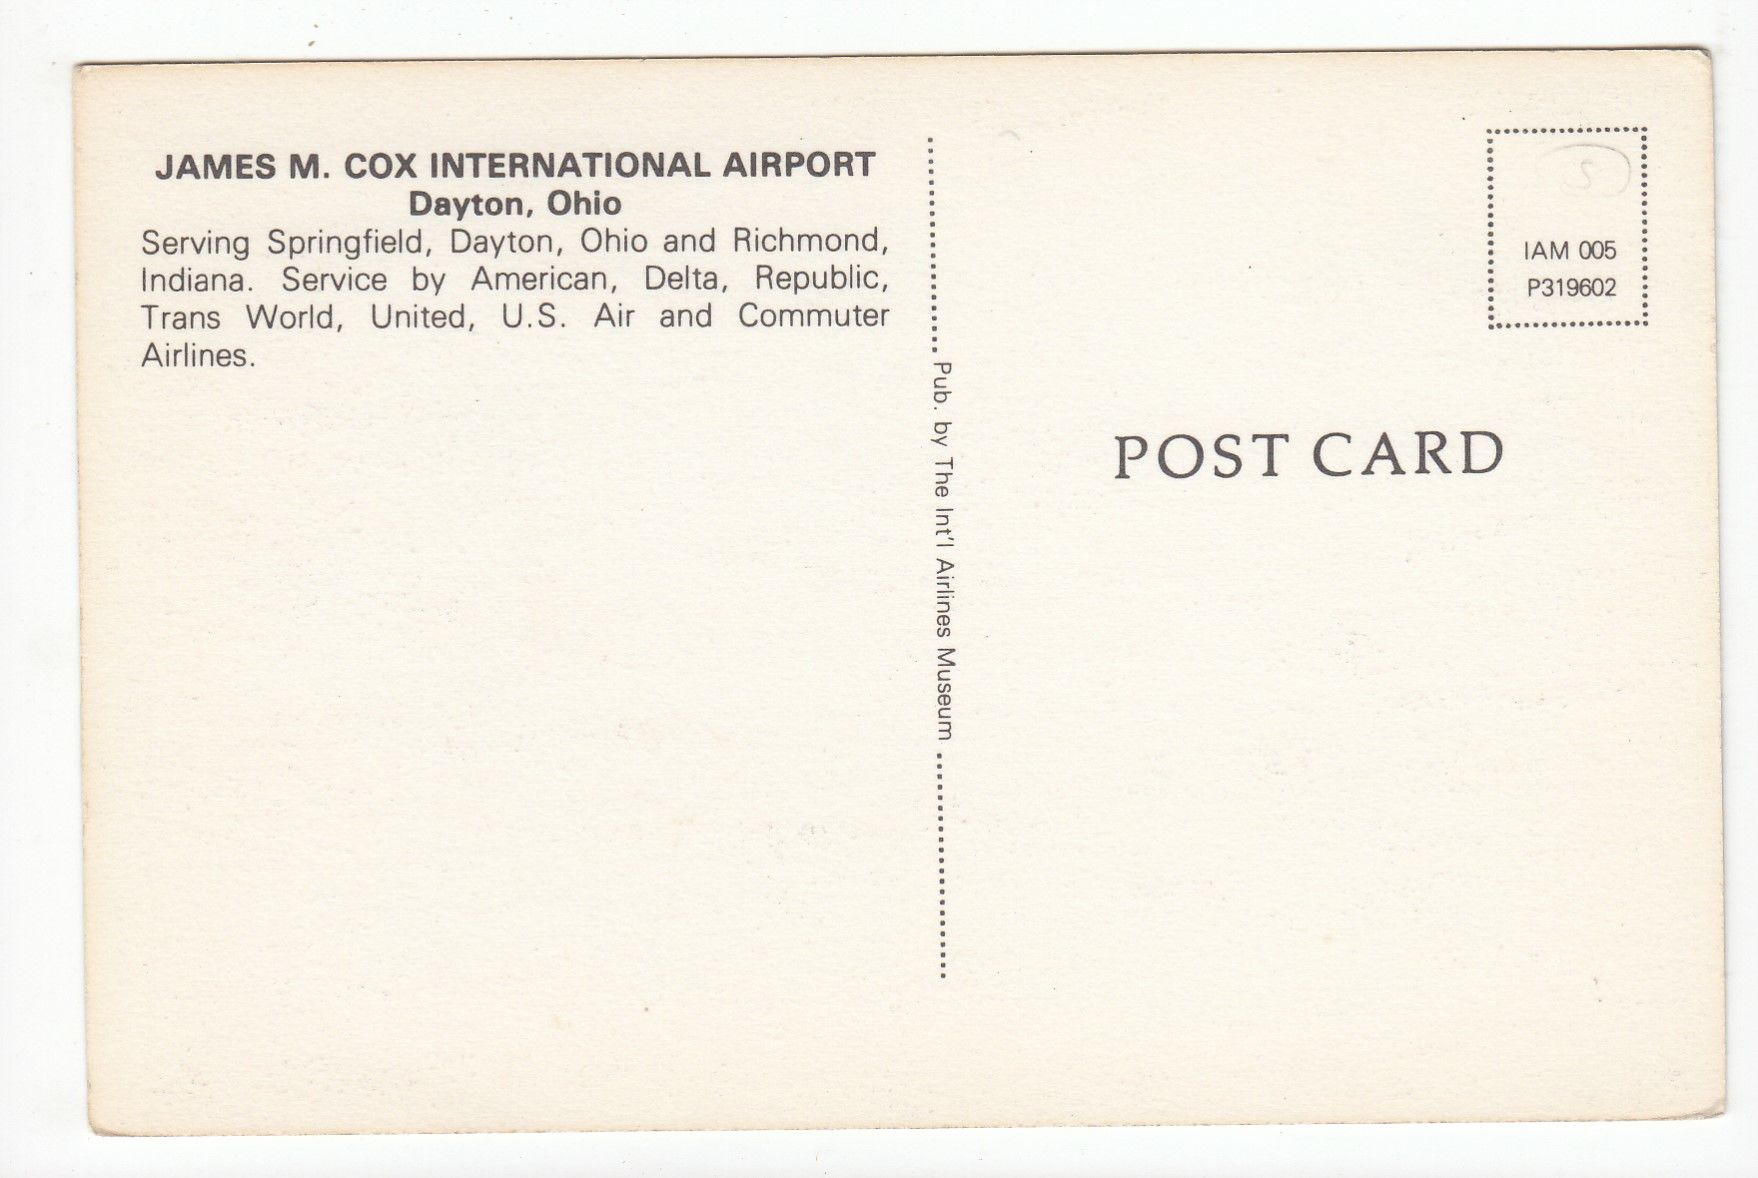 JAMES M. COX INTERNATIONAL AIRPORT
Dayton, Ohio
Serving Springfield, Dayton, Ohio and Richmond,
Indiana. Service by American, Delta, Republic,
Trans World, United, U.S. Air and Commuter
Airlines.
Pub. by The Int'l Airlines Museum
IAM 005
P319602
POST CARD